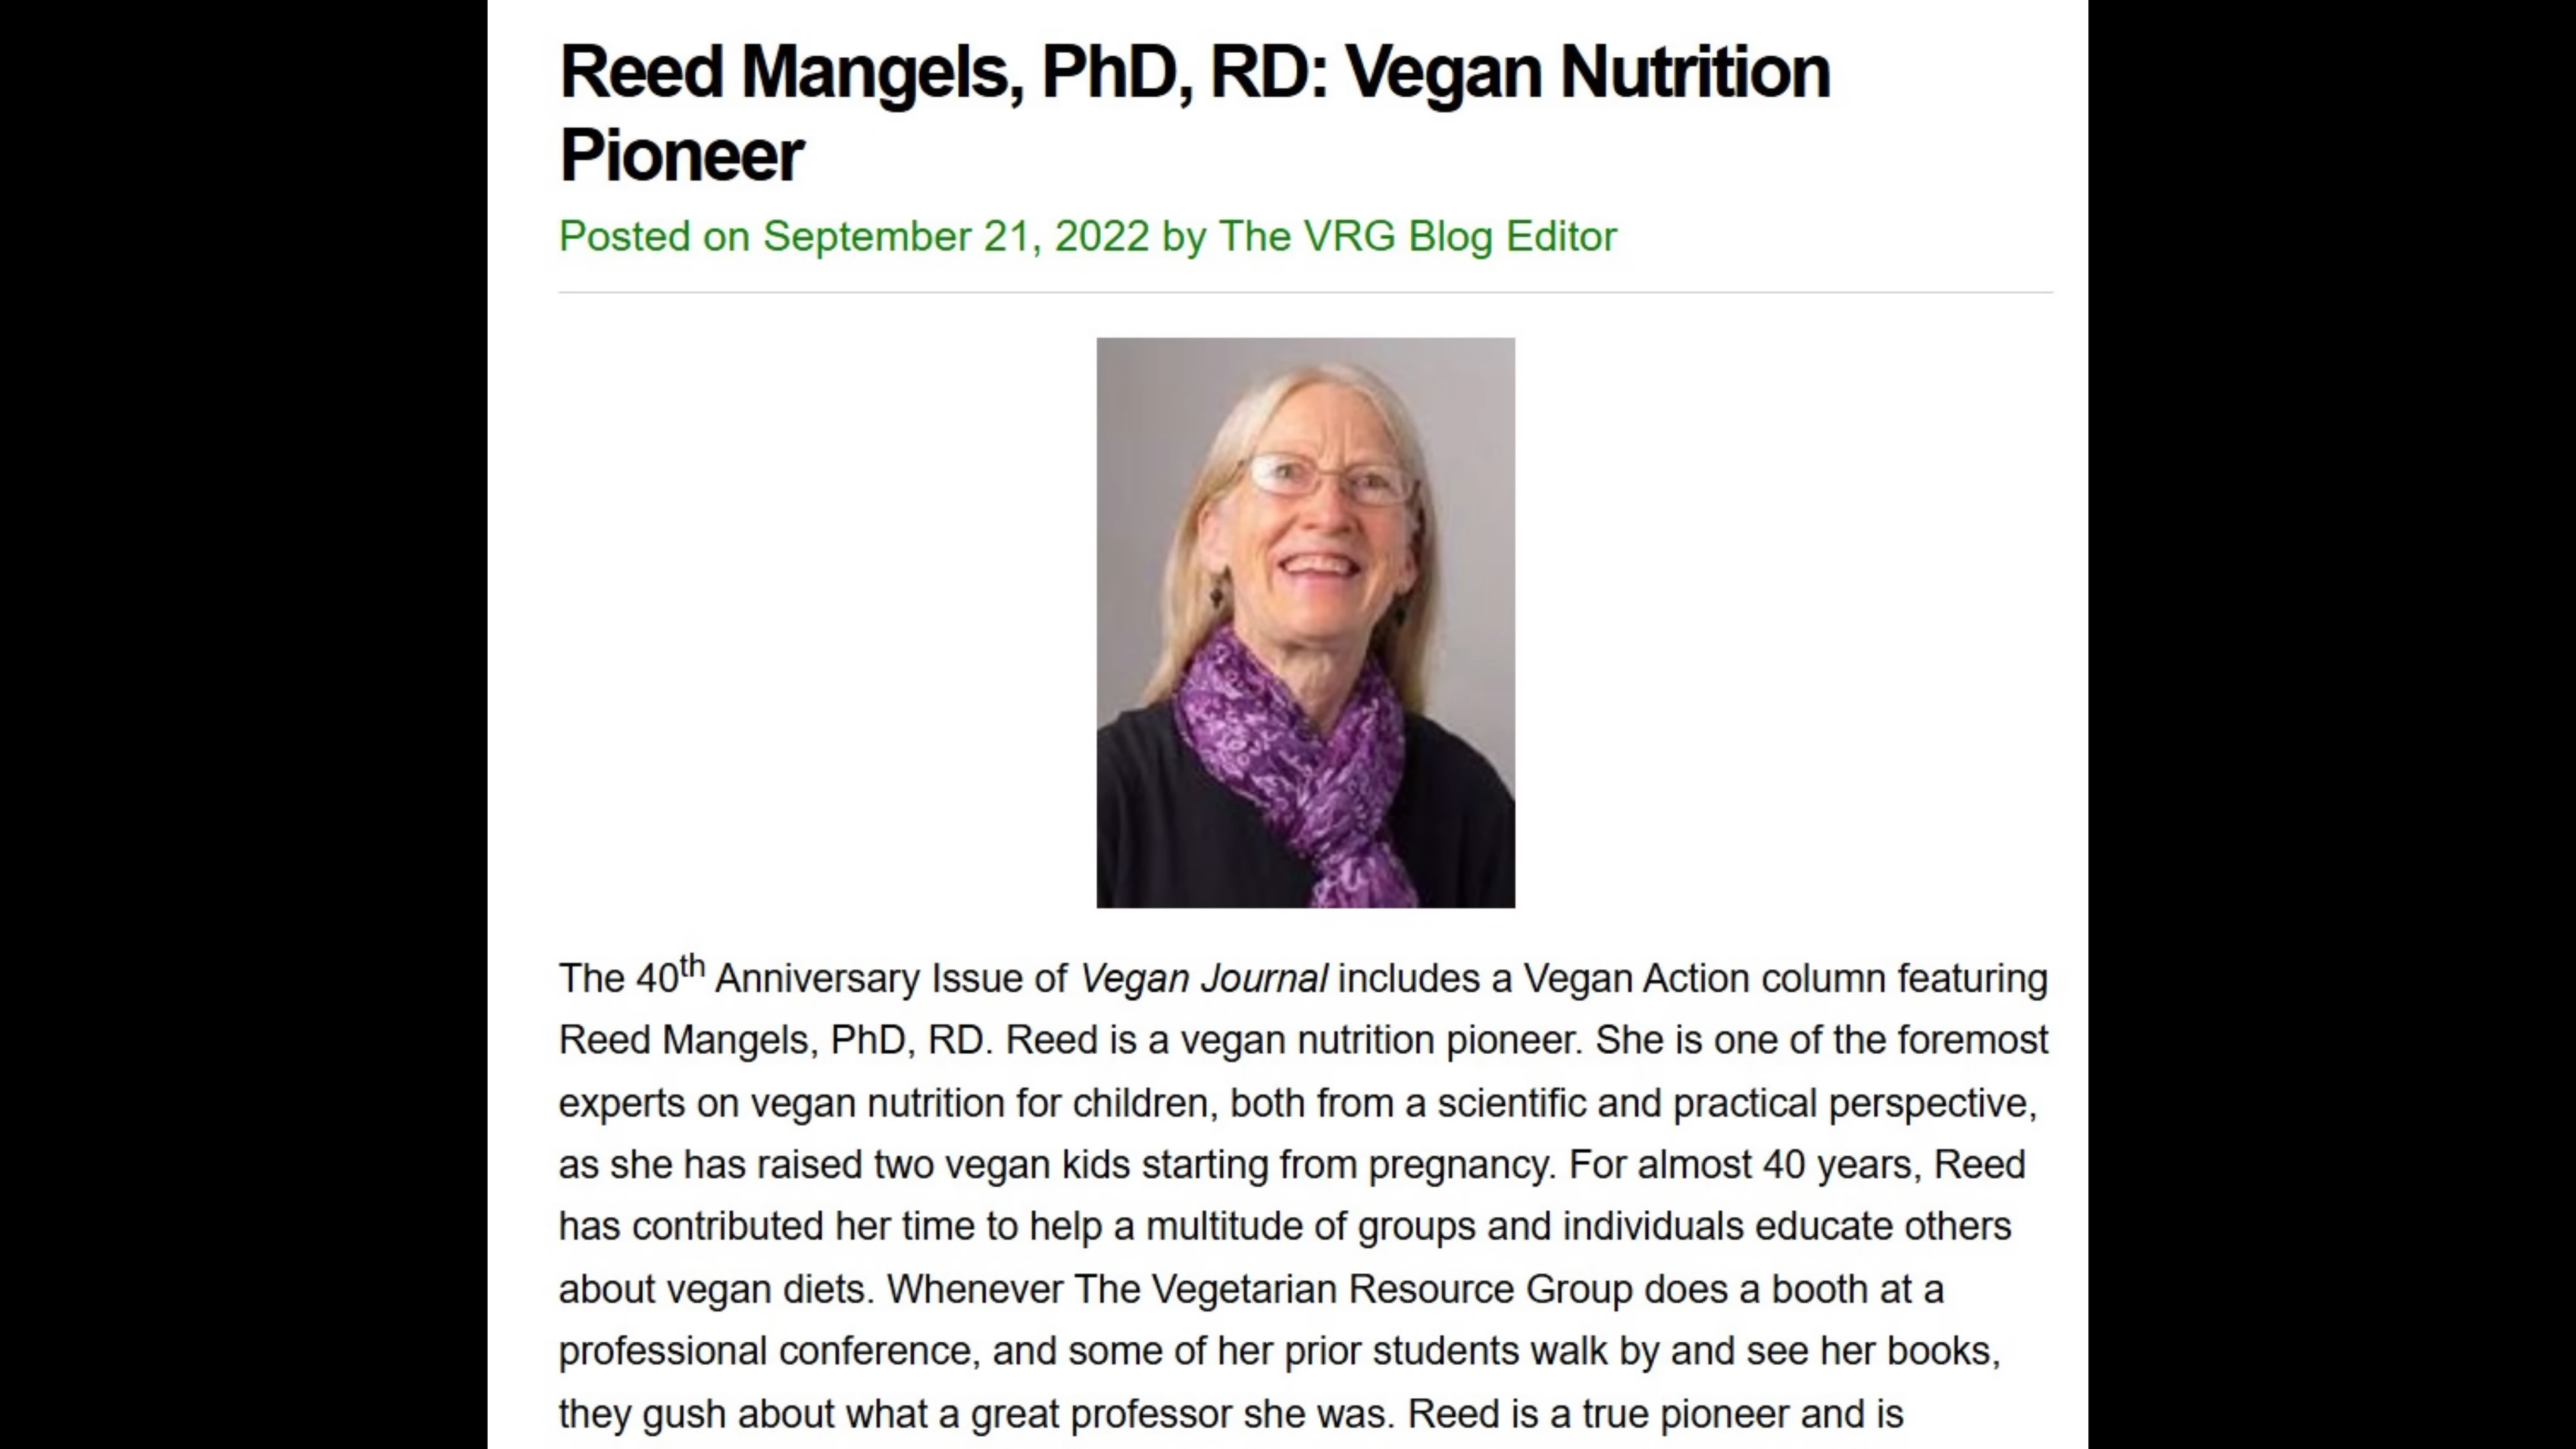 Reed Mangels, PhD, RD: Vegan Nutrition
Pioneer
Posted on September 21, 2022 by The VRG Blog Editor
The 40th Anniversary Issue of Vegan Journal includes a Vegan Action column featuring
Reed Mangels, PhD, RD. Reed is a vegan nutrition pioneer. She is one of the foremost
experts on vegan nutrition for children, both from a scientific and practical perspective,
as she has raised two vegan kids starting from pregnancy. For almost 40 years, Reed
has contributed her time to help a multitude of groups and individuals educate others
about vegan diets. Whenever The Vegetarian Resource Group does a booth at a
professional conference, and some of her prior students walk by and see her books,
they gush about what a great professor she was. Reed is a true pioneer and is